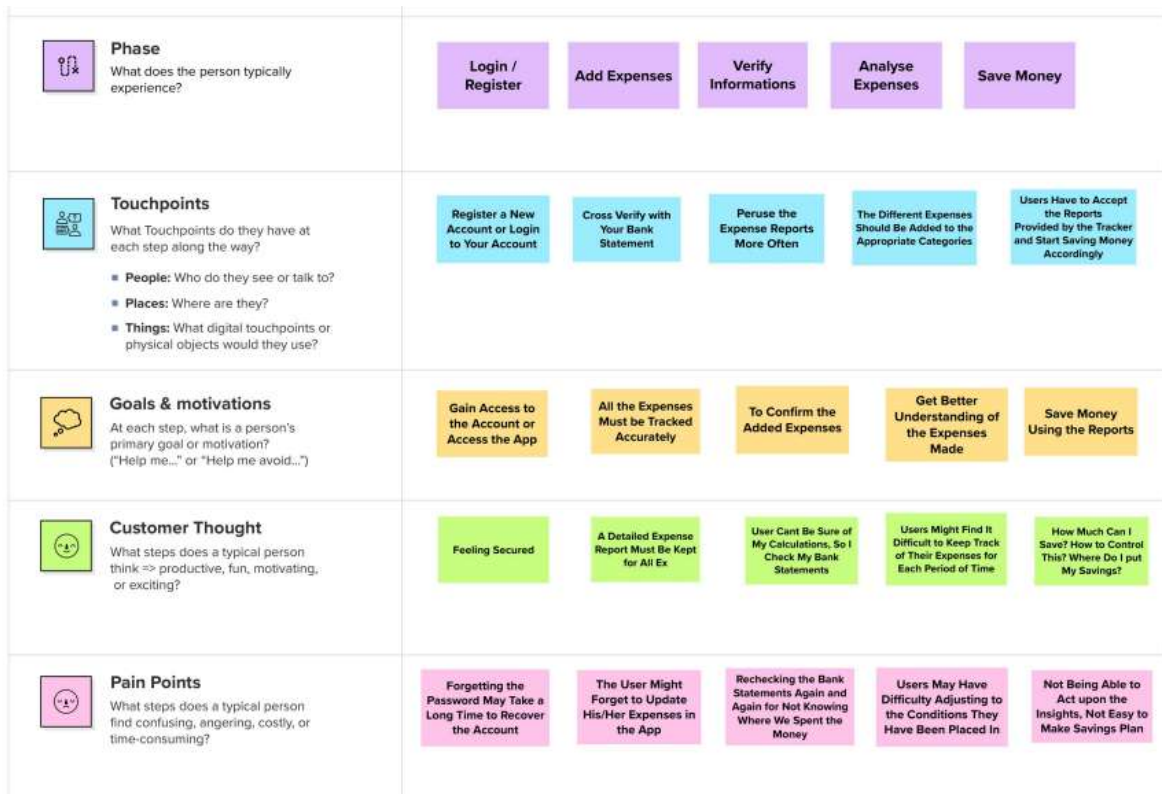 Phase
What does the person typically
experience?
Login /
Register
Add Expenses
Verify
Informations
Analyse
Expenses
Save Money
Touchpoints
What Touchpoints do they have at
each step along the way?
People: Who do they see or talk to?
Places: Where are they?
Things: What digital touchpoints or
physical objects would they use?
Register a New
Account or Login
to Your Account
Cross Verify with
Your Bank
Statement
Peruse the
Expense Reports
More Often
The Different Expenses
Should Be Added to the
Appropriate Categories
Users Have to Accept
the Reports
Provided by the Tracker
and Start Saving Money
Accordingly
Goals & motivations
At each step, what is a person's
primary goal or motivation?
("Help me..." or "Help me avoid...")
Gain Access to
the Account or
Access the App
All the Expenses
Must be Tracked
Accurately
To Confirm the
Added Expenses
Get Better
Understanding of
the Expenses
Made
Save Money
Using the Reports
Customer Thought
What steps does a typical person
think => productive, fun, motivating,
or exciting?
Feeling Secured
A Detailed Expense
Report Must Be Kept
for All Ex
User Cant Be Sure of
My Calculations, So I
Check My Bank
Statements
Users Might Find It
Difficult to Keep Track
of Their Expenses for
Each Period of Time
How Much Can I
Save? How to Control
This? Where Do I put
My Savings?
Pain Points
What steps does a typical person
find confusing, angering, costly, or
time-consuming?
Forgetting the
Password May Take a
Long Time to Recover
the Account
The User Might
Forget to Update
His/Her Expenses in
the App
Rechecking the Bank
Statements Again and
Again for Not Knowing
Where We Spent the
Money
Users May Have
Difficulty Adjusting to
the Conditions They
Have Been Placed In
Not Being Able to
Act upon the
Insights, Not Easy to
Make Savings Plan